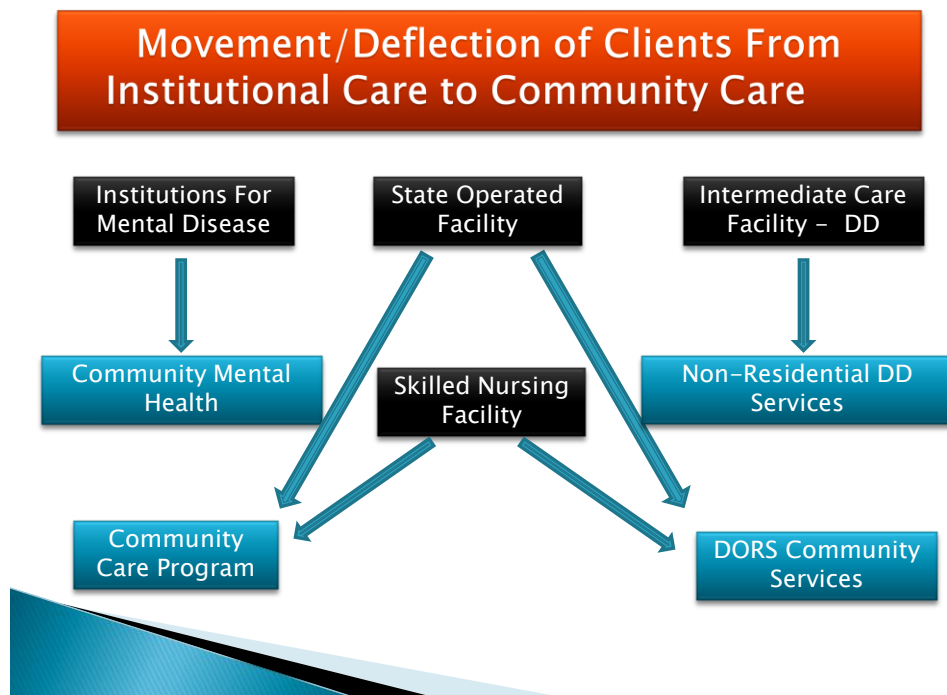 Movement/Deflection of Clients From
Institutional Care to Community Care
Institutions For
Mental Disease
State Operated
Facility
Intermediate Care
Facility – DD
Community Mental
Health
Skilled Nursing
Facility
Non-Residential DD
Services
Community
Care Program
DORS Community
Services